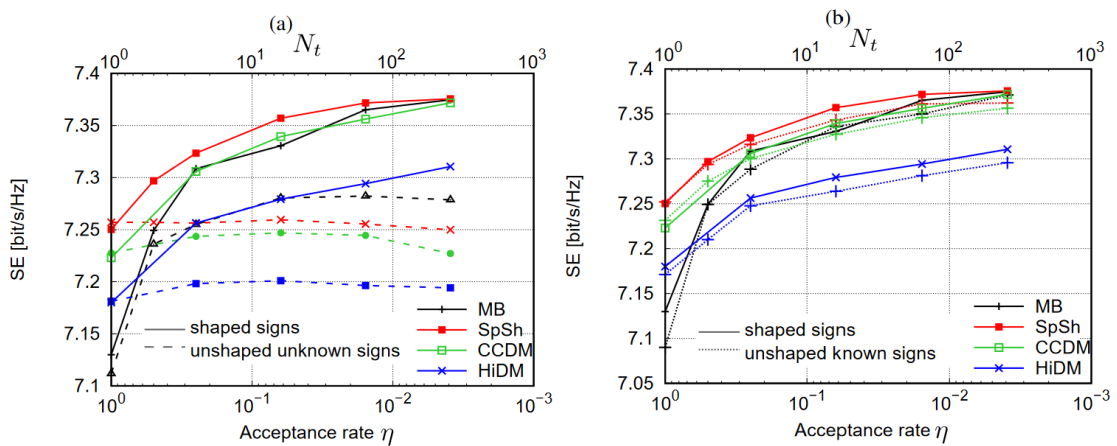 (a)
N_t
10^0 10^1 10^2 10^3
7.4
7.35
7.3
7.25
7.2
7.15
7.1
SE [bit/s/Hz]
shaped signs
unshaped unknown signs
MB
SpSh
CCDM
HiDM
10^0 10^-1 10^-2 10^-3
Acceptance rate η
(b)
N_t
10^0 10^1 10^2 10^3
7.4
7.35
7.3
7.25
7.2
7.15
7.1
7.05
SE [bit/s/Hz]
shaped signs
unshaped known signs
MB
SpSh
CCDM
HiDM
10^0 10^-1 10^-2 10^-3
Acceptance rate η